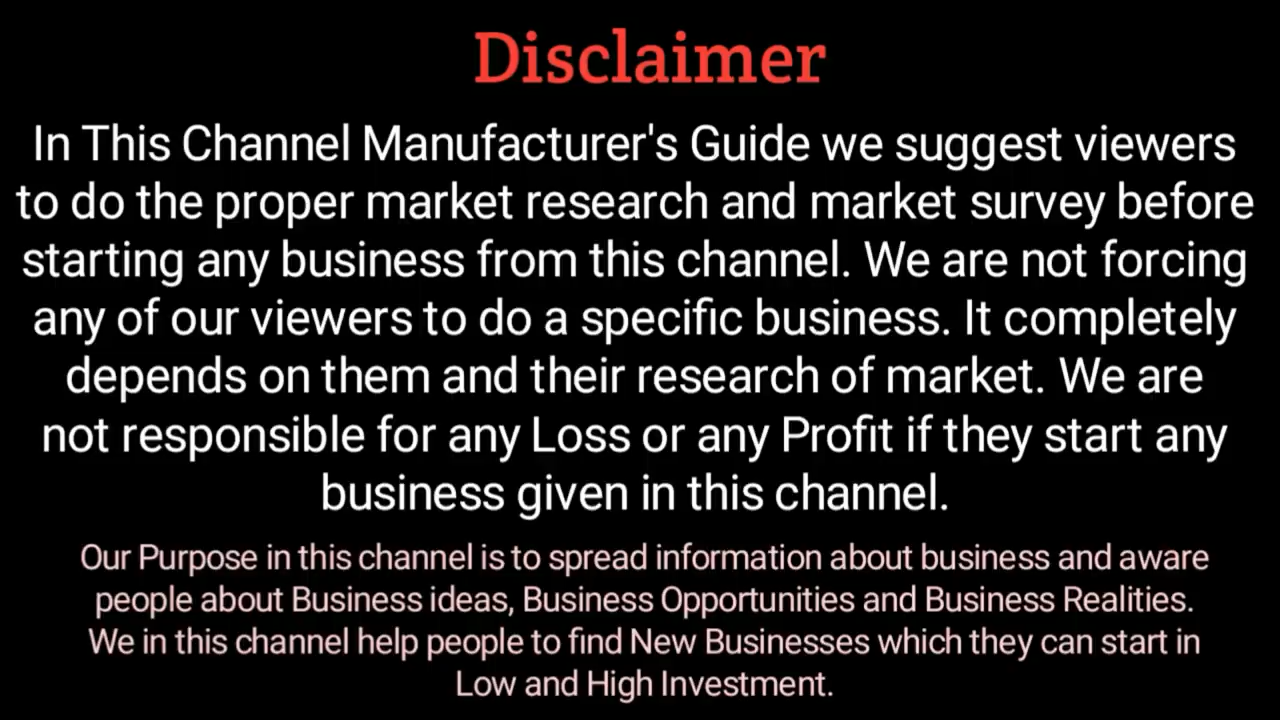 Disclaimer
In This Channel Manufacturer's Guide we suggest viewers
to do the proper market research and market survey before
starting any business from this channel. We are not forcing
any of our viewers to do a specific business. It completely
depends on them and their research of market. We are
not responsible for any Loss or any Profit if they start any
business given in this channel.
Our Purpose in this channel is to spread information about business and aware
people about Business ideas, Business Opportunities and Business Realities.
We in this channel help people to find New Businesses which they can start in
Low and High Investment.